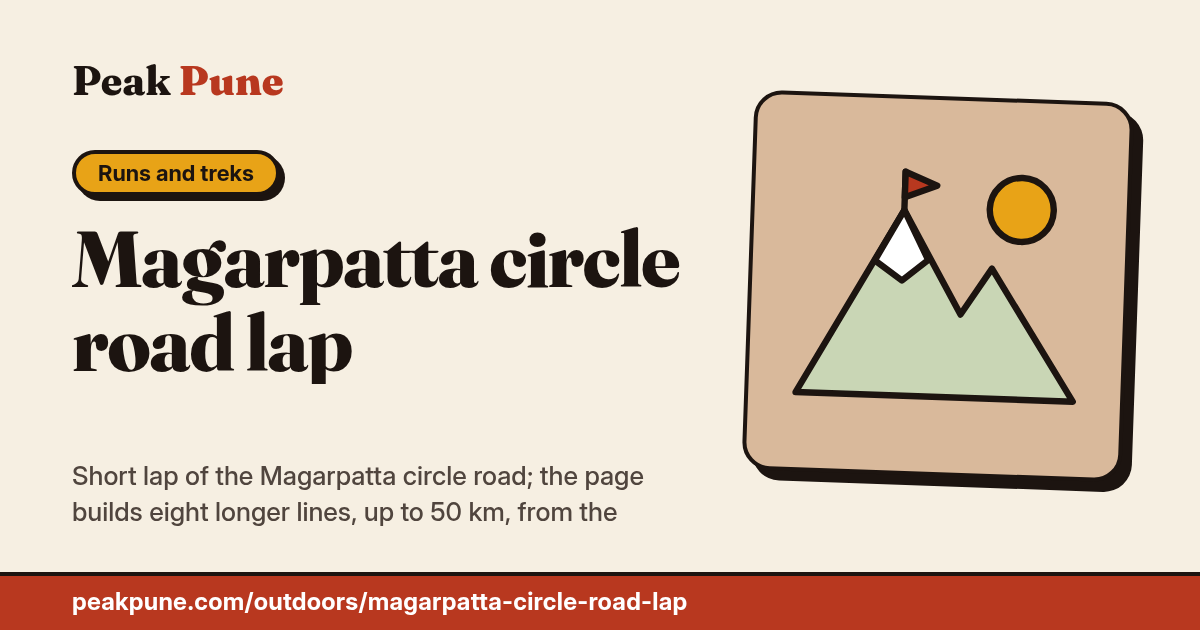 Peak Pune
Runs and treks
Magarpatta circle
road lap
Short lap of the Magarpatta circle road; the page
builds eight longer lines, up to 50 km, from the
peakpune.com/outdoors/magarpatta-circle-road-lap